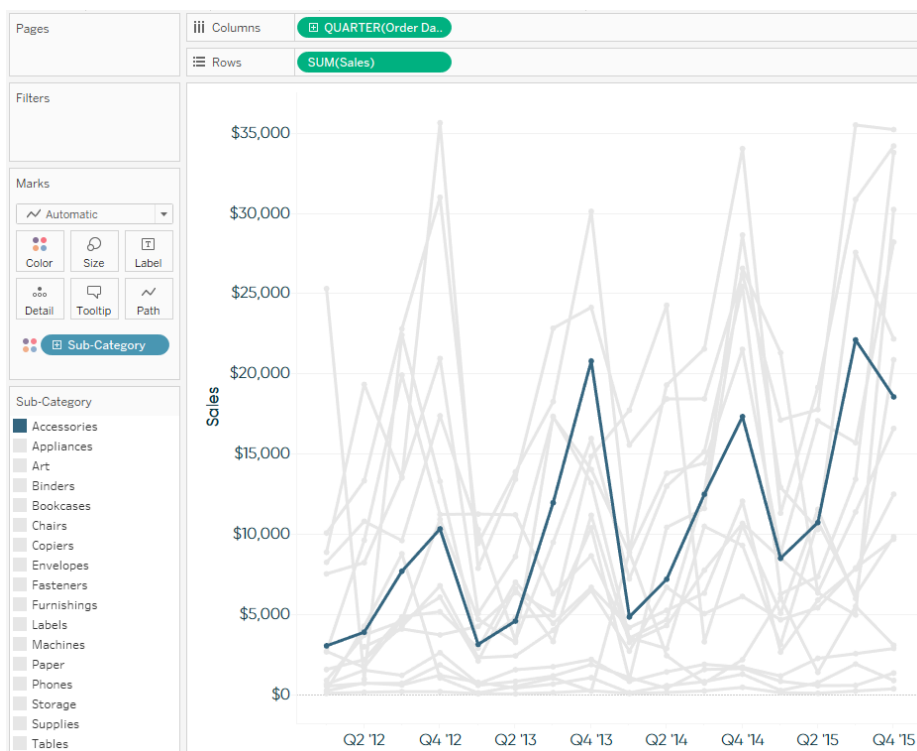 Pages
Columns
QUARTER(Order Da..
Rows
SUM(Sales)
Filters
Marks
Automatic
Color
Size
Label
Detail
Tooltip
Path
Sub-Category
Sub-Category
Accessories
Appliances
Art
Binders
Bookcases
Chairs
Copiers
Envelopes
Fasteners
Furnishings
Labels
Machines
Paper
Phones
Storage
Supplies
Tables
Sales
$35,000
$30,000
$25,000
$20,000
$15,000
$10,000
$5,000
$0
Q2 '12
Q4 '12
Q2 '13
Q4 '13
Q2 '14
Q4 '14
Q2 '15
Q4 '15